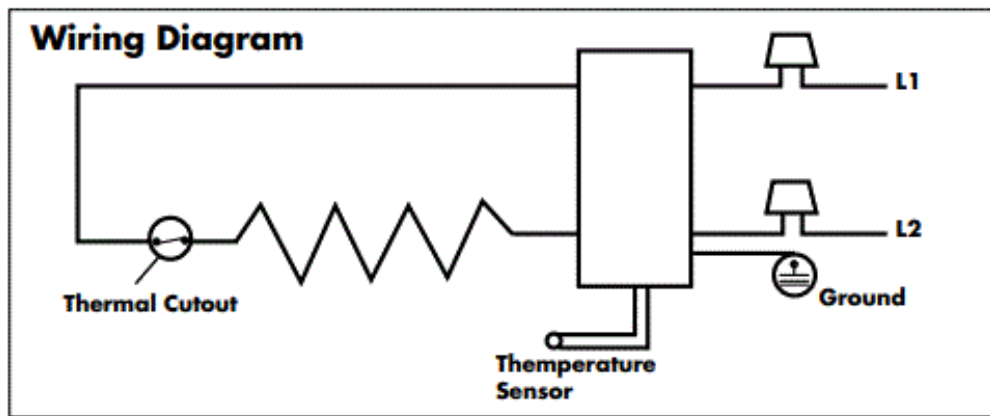 Wiring Diagram
L1
L2
Ground
Thermal Cutout
Themperature
Sensor